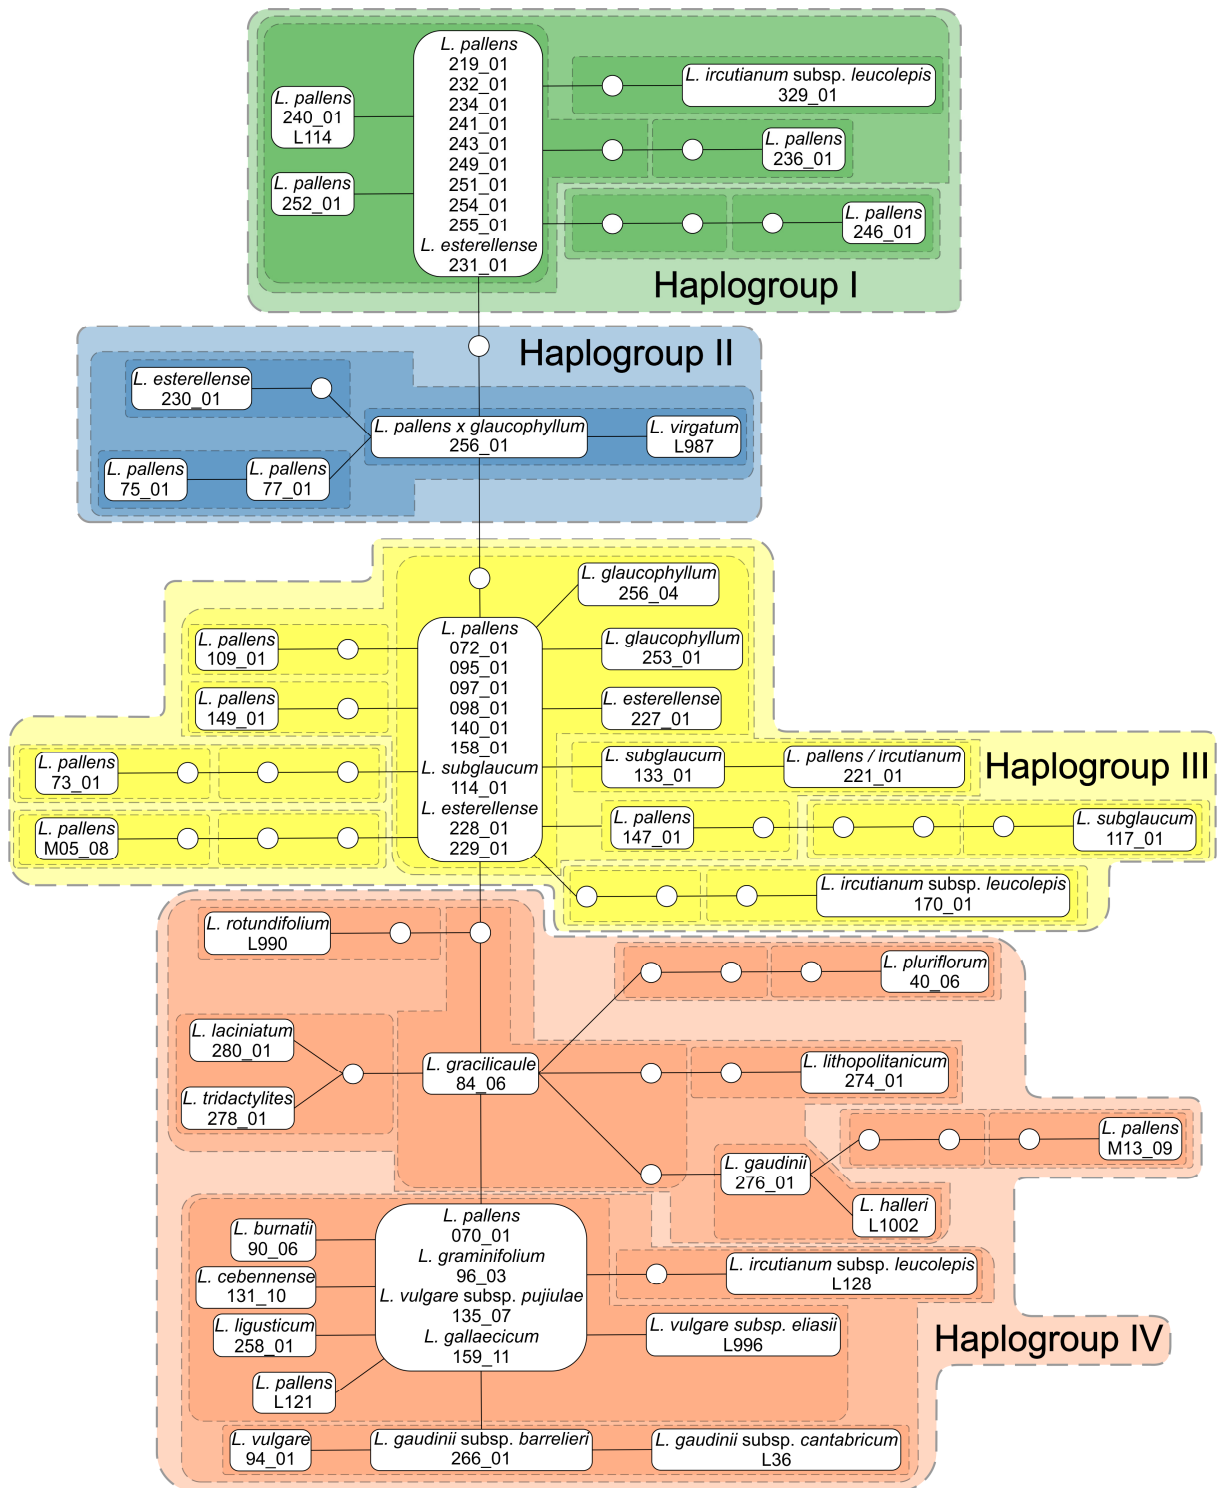 L. pallens
219_01
232_01
234_01
241_01
243_01
249_01
251_01
254_01
255_01
L. esterellense
231_01
L. pallens
240_01
L114
L. pallens
252_01
L. ircutianum subsp. leucolepis
329_01
L. pallens
236_01
L. pallens
246_01
Haplogroup I
Haplogroup II
L. esterellense
230_01
L. pallens x glaucophyllum
256_01
L. virgatum
L987
L. pallens
75_01
L. pallens
77_01
L. glaucophyllum
256_04
L. pallens
072_01
095_01
097_01
098_01
140_01
158_01
L. subglaucum
114_01
L. esterellense
228_01
229_01
L. pallens
109_01
L. glaucophyllum
253_01
L. pallens
149_01
L. esterellense
227_01
L. pallens
73_01
L. subglaucum
133_01
L. pallens / ircutianum
221_01
Haplogroup III
L. pallens
M05_08
L. pallens
147_01
L. subglaucum
117_01
L. ircutianum subsp. leucolepis
170_01
L. rotundifolium
L990
L. pluriflorum
40_06
L. laciniatum
280_01
L. gracilicaule
84_06
L. lithopolitanicum
274_01
L. tridactylites
278_01
L. pallens
M13_09
L. gaudinii
276_01
L. halleri
L1002
L. pallens
070_01
L. graminifolium
96_03
L. vulgare subsp. pujiulae
135_07
L. gallaecicum
159_11
L. burnatii
90_06
L. cebennense
131_10
L. ircutianum subsp. leucolepis
L128
L. ligusticum
258_01
L. vulgare subsp. eliasii
L996
Haplogroup IV
L. pallens
L121
L. vulgare
94_01
L. gaudinii subsp. barrelieri
266_01
L. gaudinii subsp. cantabricum
L36